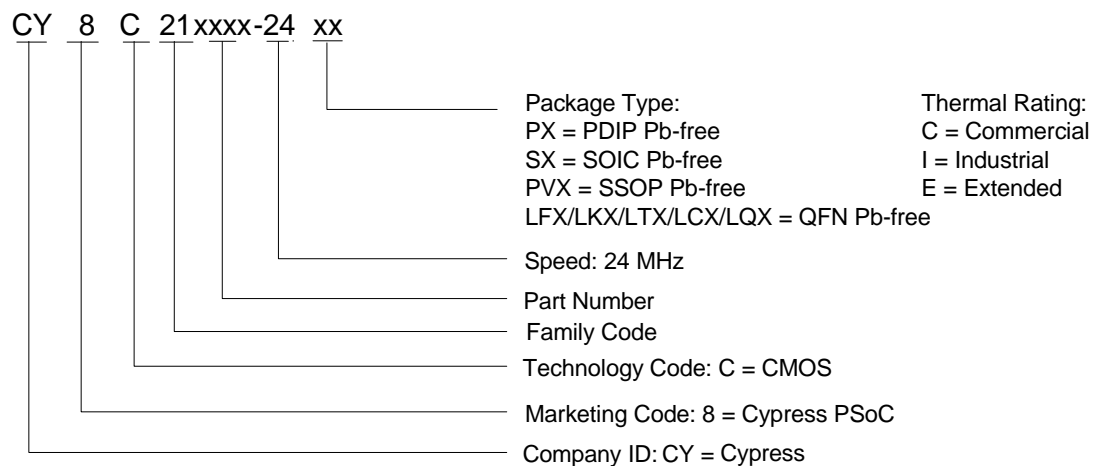 CY 8 C 21xxxx-24 xx
Package Type:
PX = PDIP Pb-free
SX = SOIC Pb-free
PVX = SSOP Pb-free
LFX/LKX/LTX/LCX/LQX = QFN Pb-free
Thermal Rating:
C = Commercial
I = Industrial
E = Extended
Speed: 24 MHz
Part Number
Family Code
Technology Code: C = CMOS
Marketing Code: 8 = Cypress PSoC
Company ID: CY = Cypress